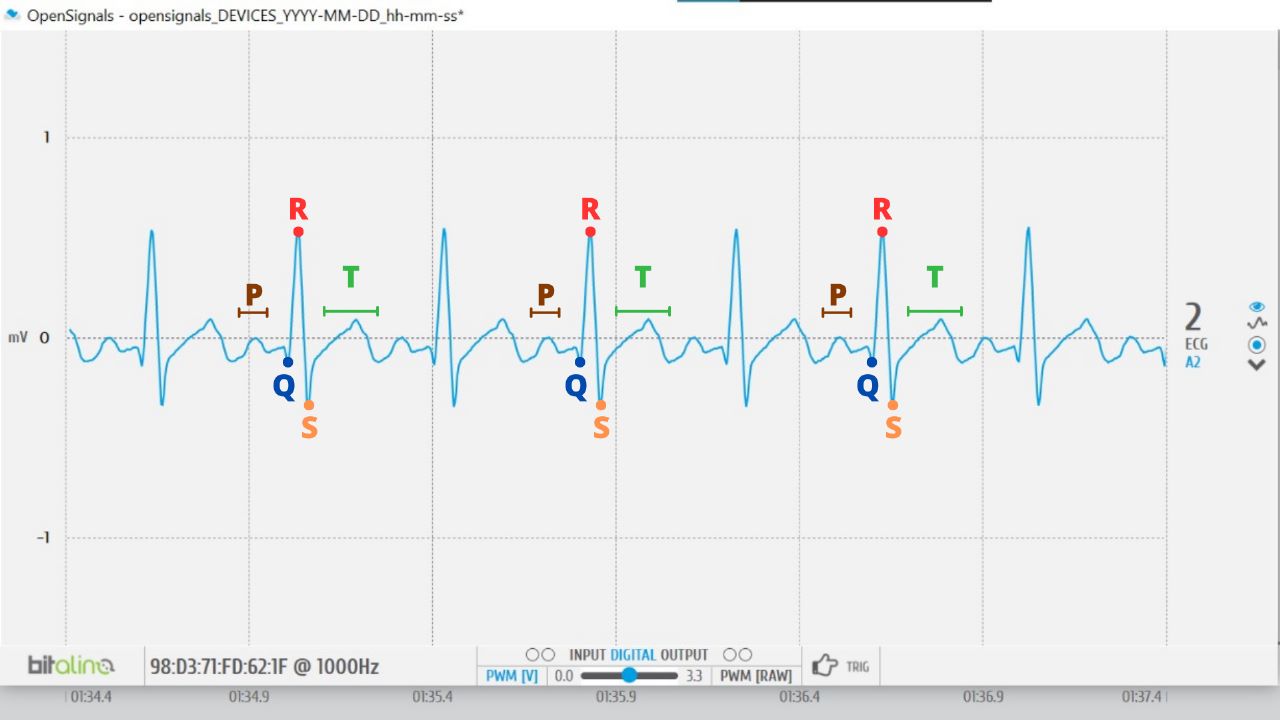 OpenSignals - opensignals_DEVICES_YYYY-MM-DD_hh-mm-ss*
1
R R R
T T T
P P P
mV 0
2
ECG
A2
Q Q Q
S S S
-1
bitalino 98:D3:71:FD:62:1F @ 1000Hz
INPUT DIGITAL OUTPUT
PWM [V] 0.0 3.3 PWM [RAW] TRIG
01:34.4 01:34.9 01:35.4 01:35.9 01:36.4 01:36.9 01:37.4